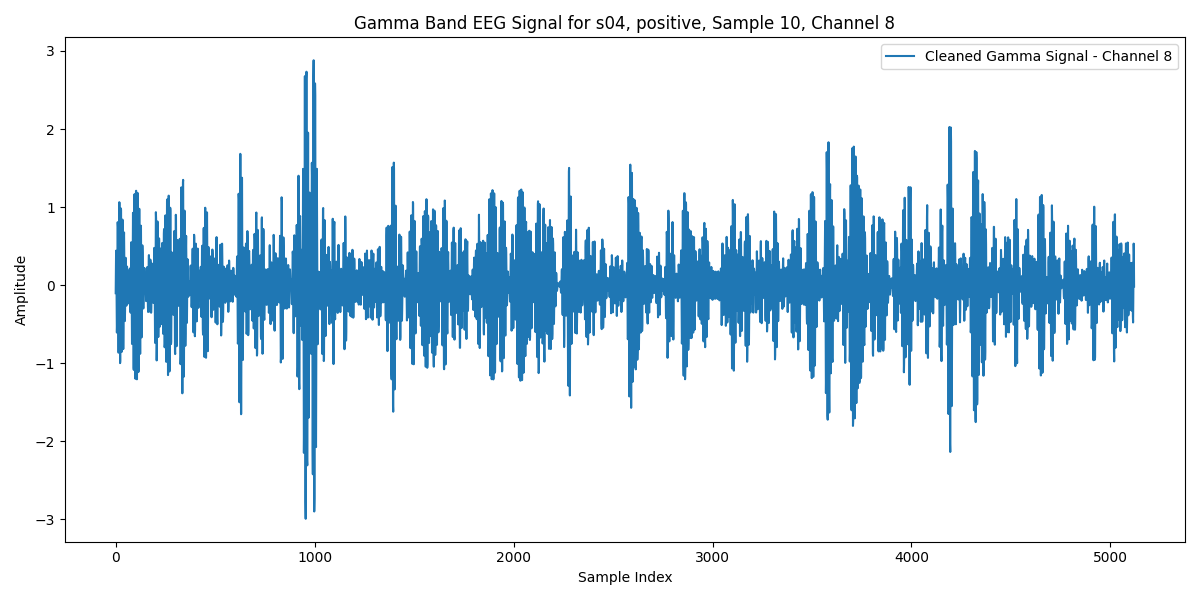 Gamma Band EEG Signal for s04, positive, Sample 10, Channel 8
Cleaned Gamma Signal - Channel 8
Amplitude
3
2
1
0
−1
−2
−3
0 1000 2000 3000 4000 5000
Sample Index